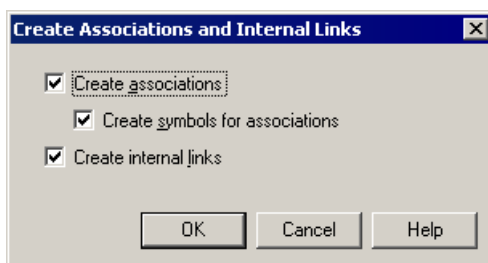 Create Associations and Internal Links
Create associations
Create symbols for associations
Create internal links
OK Cancel Help